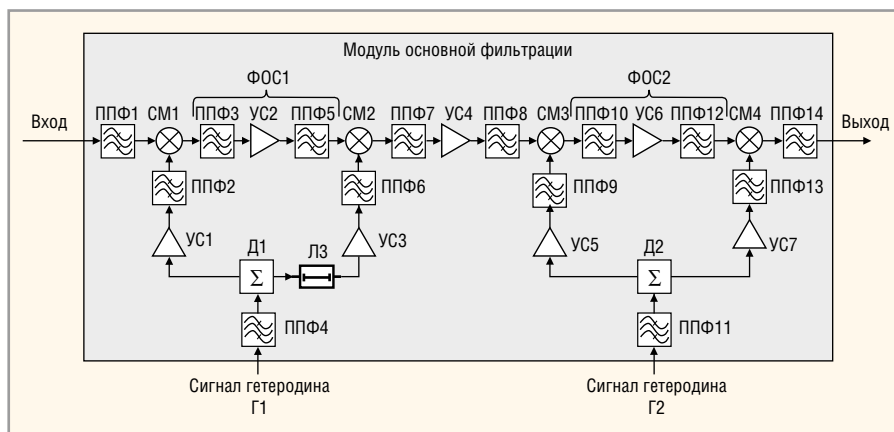 Модуль основной фильтрации
ФОС1
ФОС2
ППФ1
СМ1
ППФ3
УС2
ППФ5
СМ2
ППФ7
УС4
ППФ8
СМ3
ППФ10
УС6
ППФ12
СМ4
ППФ14
Вход
Выход
ППФ2
ППФ6
ППФ9
ППФ13
УС1
УС3
УС5
УС7
Д1
ЛЗ
Д2
Σ
Σ
ППФ4
ППФ11
Сигнал гетеродина
Г1
Сигнал гетеродина
Г2